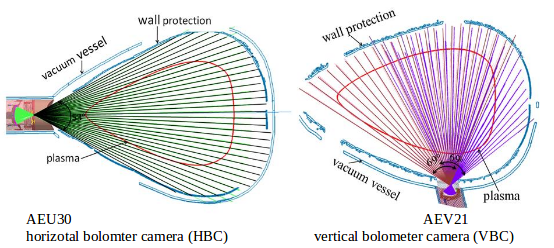 wall protection
vacuum vessel
plasma
AEU30
horizotal bolomter camera (HBC)
wall protection
69°
vacuum vessel
plasma
AEV21
vertical bolometer camera (VBC)